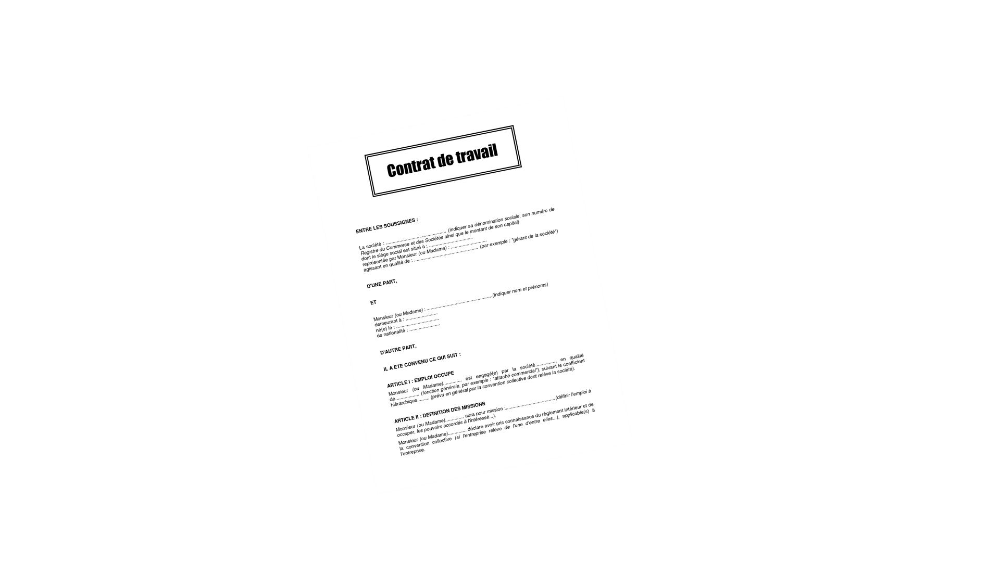 Contrat de travail
ENTRE LES SOUSSIGNES :
La société : ............................................. (indiquer sa dénomination sociale, son numéro de
Registre du Commerce et des Sociétés ainsi que le montant de son capital)
dont le siège social est situé à : .................................
représentée par Monsieur (ou Madame) : ...........................
agissant en qualité de : ................................................ (par exemple : "gérant de la société")
D'UNE PART,
ET
Monsieur (ou Madame) : .................................................(indiquer nom et prénoms)
demeurant à : ........................
né(e) le : ................................
de nationalité : .......................
D'AUTRE PART,
IL A ETE CONVENU CE QUI SUIT :
ARTICLE I : EMPLOI OCCUPE
Monsieur (ou Madame)............. est engagé(e) par la société..............., en qualité
de.................. (fonction générale, par exemple : "attaché commercial"), suivant le coefficient
hiérarchique......... (prévu en général par la convention collective dont relève la société).
ARTICLE II : DEFINITION DES MISSIONS
Monsieur (ou Madame)............. aura pour mission :.....................................(définir l'emploi à
occuper, les pouvoirs accordés à l'intéressé...).
Monsieur (ou Madame)............. déclare avoir pris connaissance du règlement intérieur et de
la convention collective (si l'entreprise relève de l'une d'entre elles...), applicable(s) à
l'entreprise.